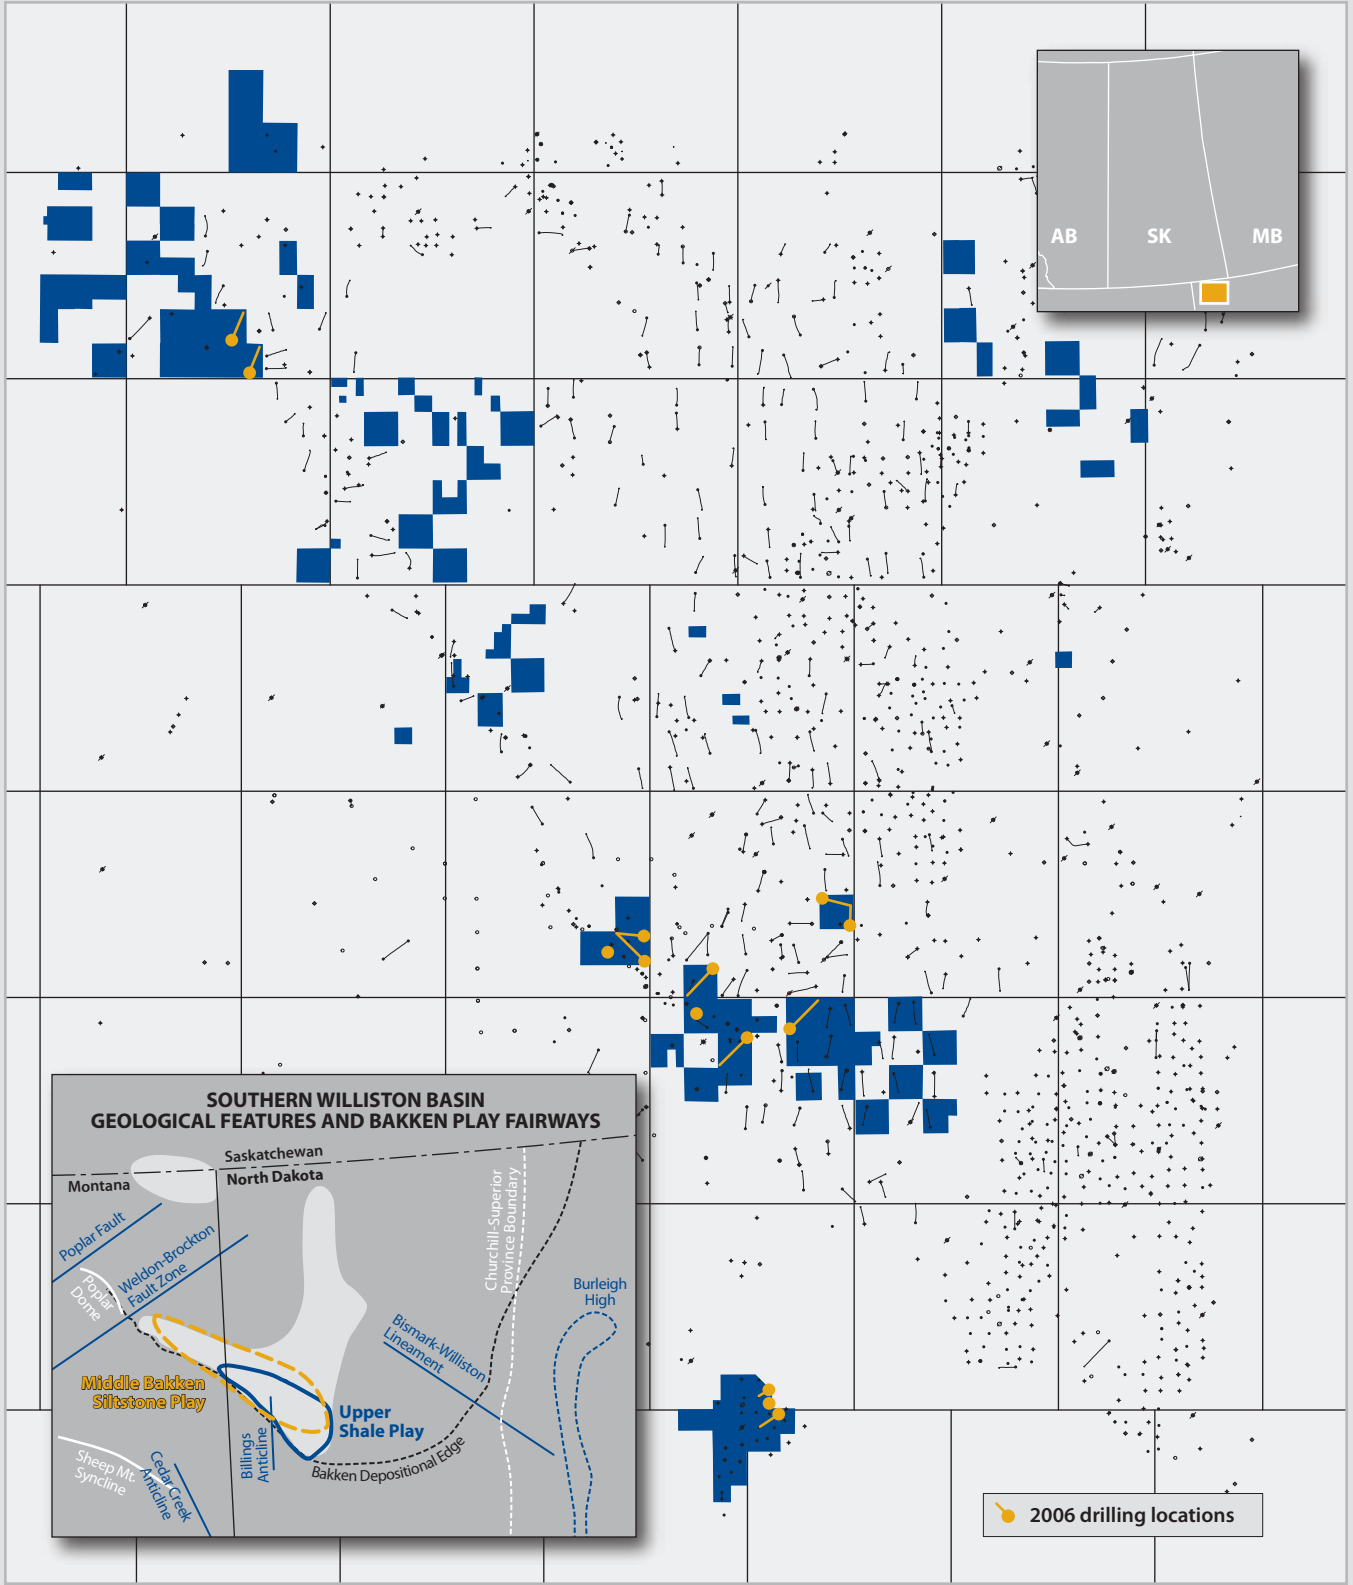 AB
SK
MB
SOUTHERN WILLISTON BASIN
GEOLOGICAL FEATURES AND BAKKEN PLAY FAIRWAYS
Saskatchewan
Montana
North Dakota
Poplar Fault
Weldon-Brockton
Fault Zone
Poplar
Dome
Churchill-Superior
Province Boundary
Burleigh
High
Bismark-Williston
Lineament
Middle Bakken
Siltstone Play
Upper
Shale Play
Billings
Anticline
Bakken Depositional Edge
Sheep Mt.
Syncline
Cedar Creek
Anticline
2006 drilling locations